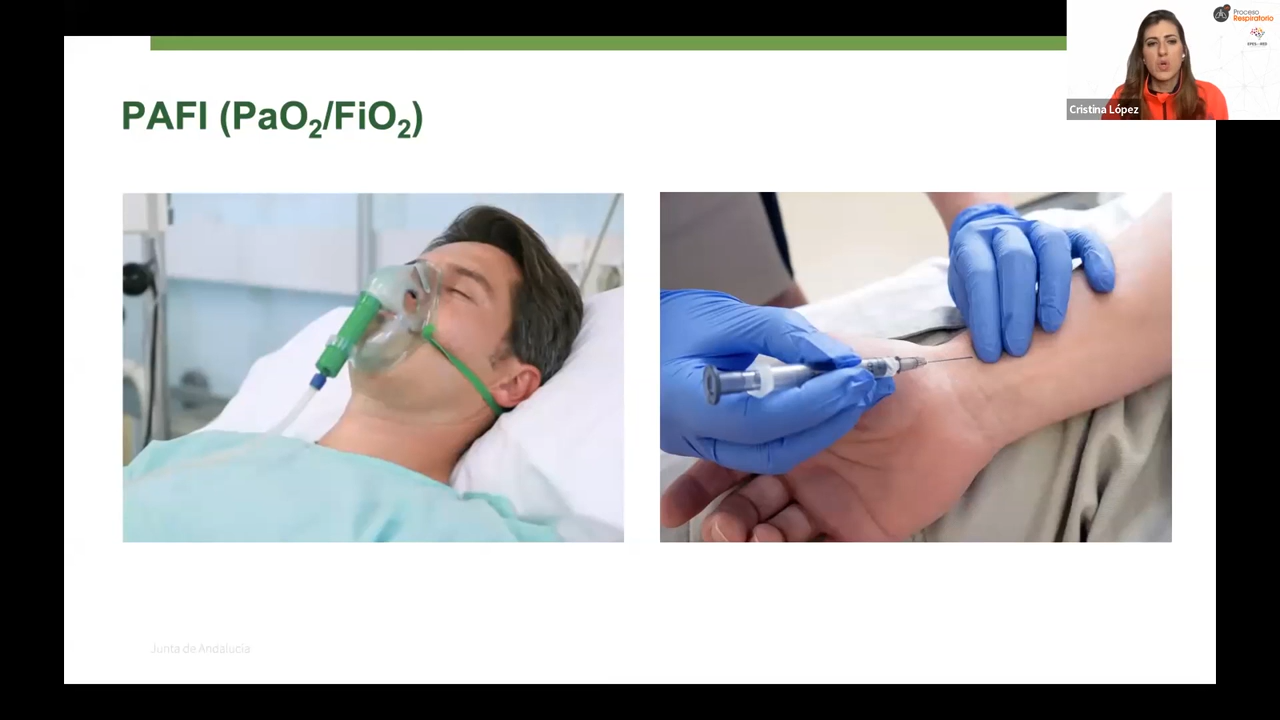 Proceso
Respiratorio
Cristina López
PAFI (PaO₂/FiO₂)
Junta de Andalucía